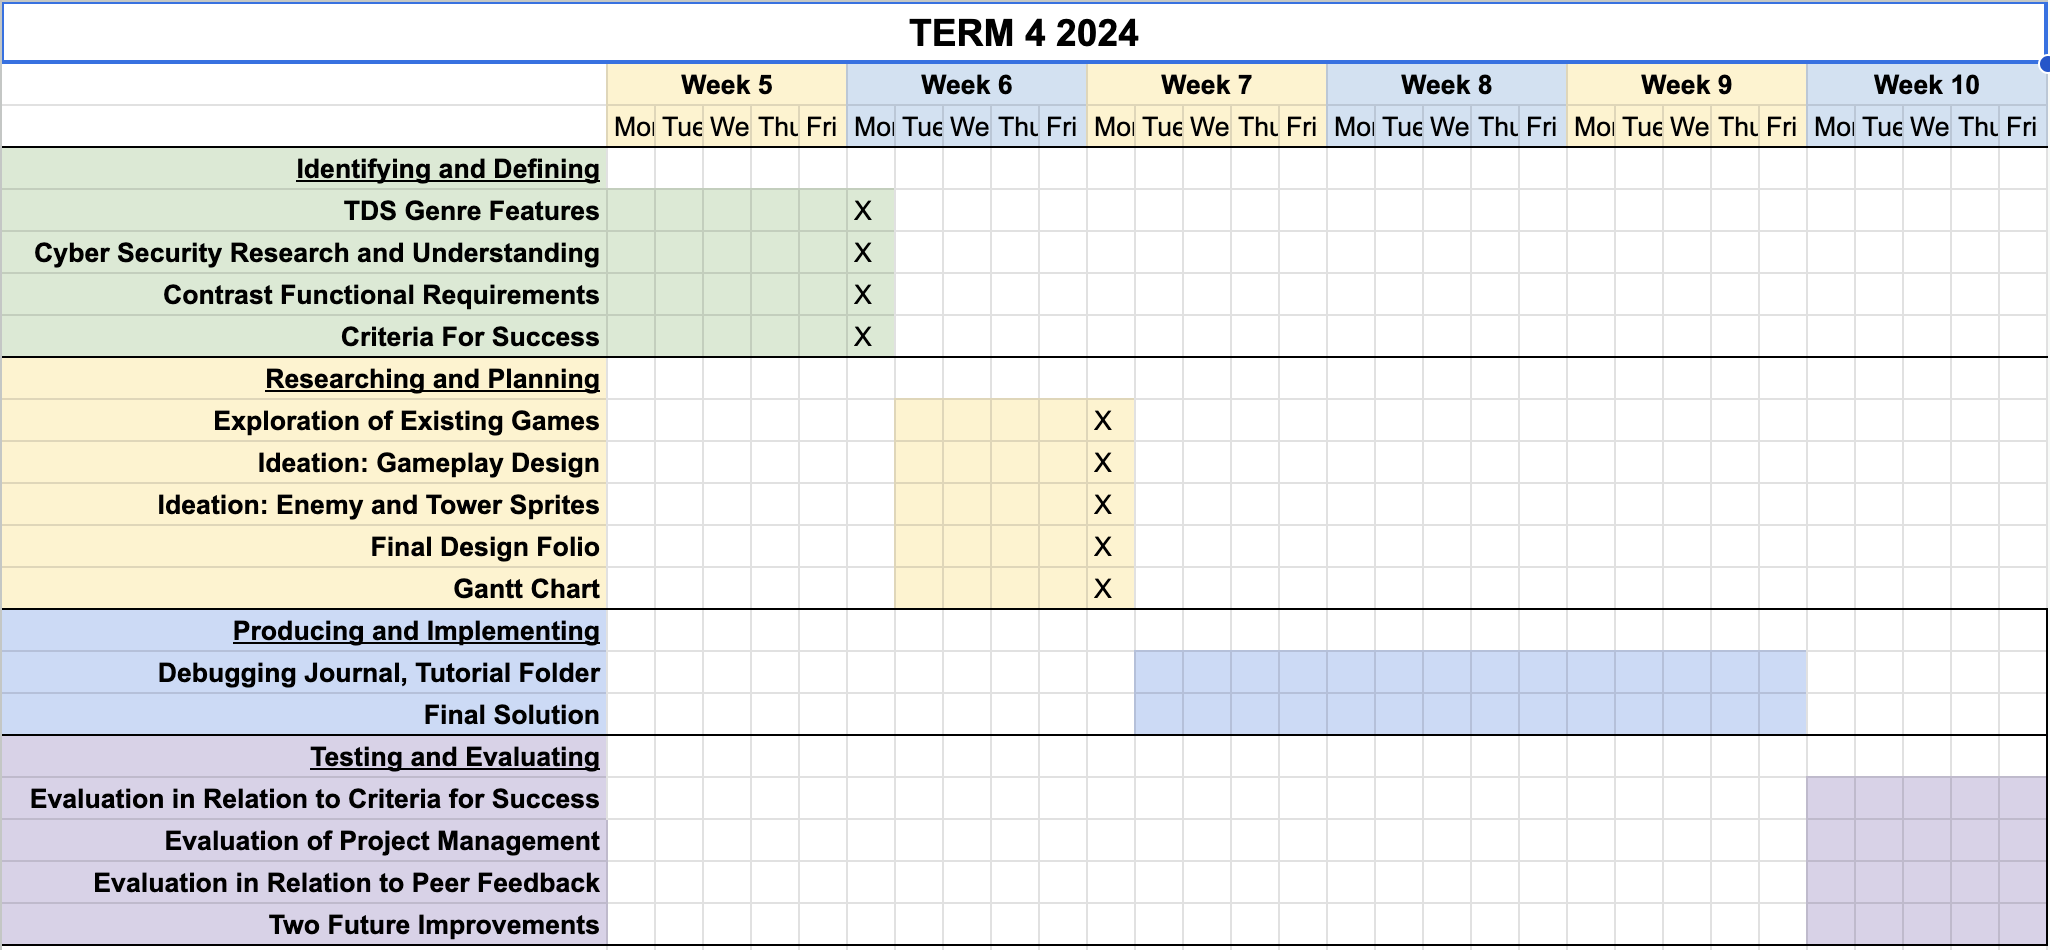 TERM 4 2024
Week 5 Week 6 Week 7 Week 8 Week 9 Week 10
Mo Tue We Thu Fri Mo Tue We Thu Fri Mo Tue We Thu Fri Mo Tue We Thu Fri Mo Tue We Thu Fri Mo Tue We Thu Fri
Identifying and Defining
TDS Genre Features X
Cyber Security Research and Understanding X
Contrast Functional Requirements X
Criteria For Success X
Researching and Planning
Exploration of Existing Games X
Ideation: Gameplay Design X
Ideation: Enemy and Tower Sprites X
Final Design Folio X
Gantt Chart X
Producing and Implementing
Debugging Journal, Tutorial Folder
Final Solution
Testing and Evaluating
Evaluation in Relation to Criteria for Success
Evaluation of Project Management
Evaluation in Relation to Peer Feedback
Two Future Improvements